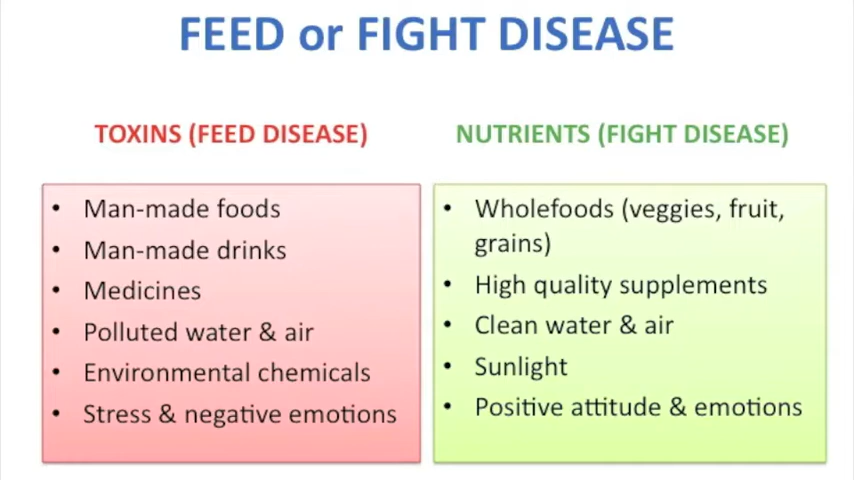 FEED or FIGHT DISEASE
TOXINS (FEED DISEASE)
• Man-made foods
• Man-made drinks
• Medicines
• Polluted water & air
• Environmental chemicals
• Stress & negative emotions
NUTRIENTS (FIGHT DISEASE)
• Wholefoods (veggies, fruit,
grains)
• High quality supplements
• Clean water & air
• Sunlight
• Positive attitude & emotions